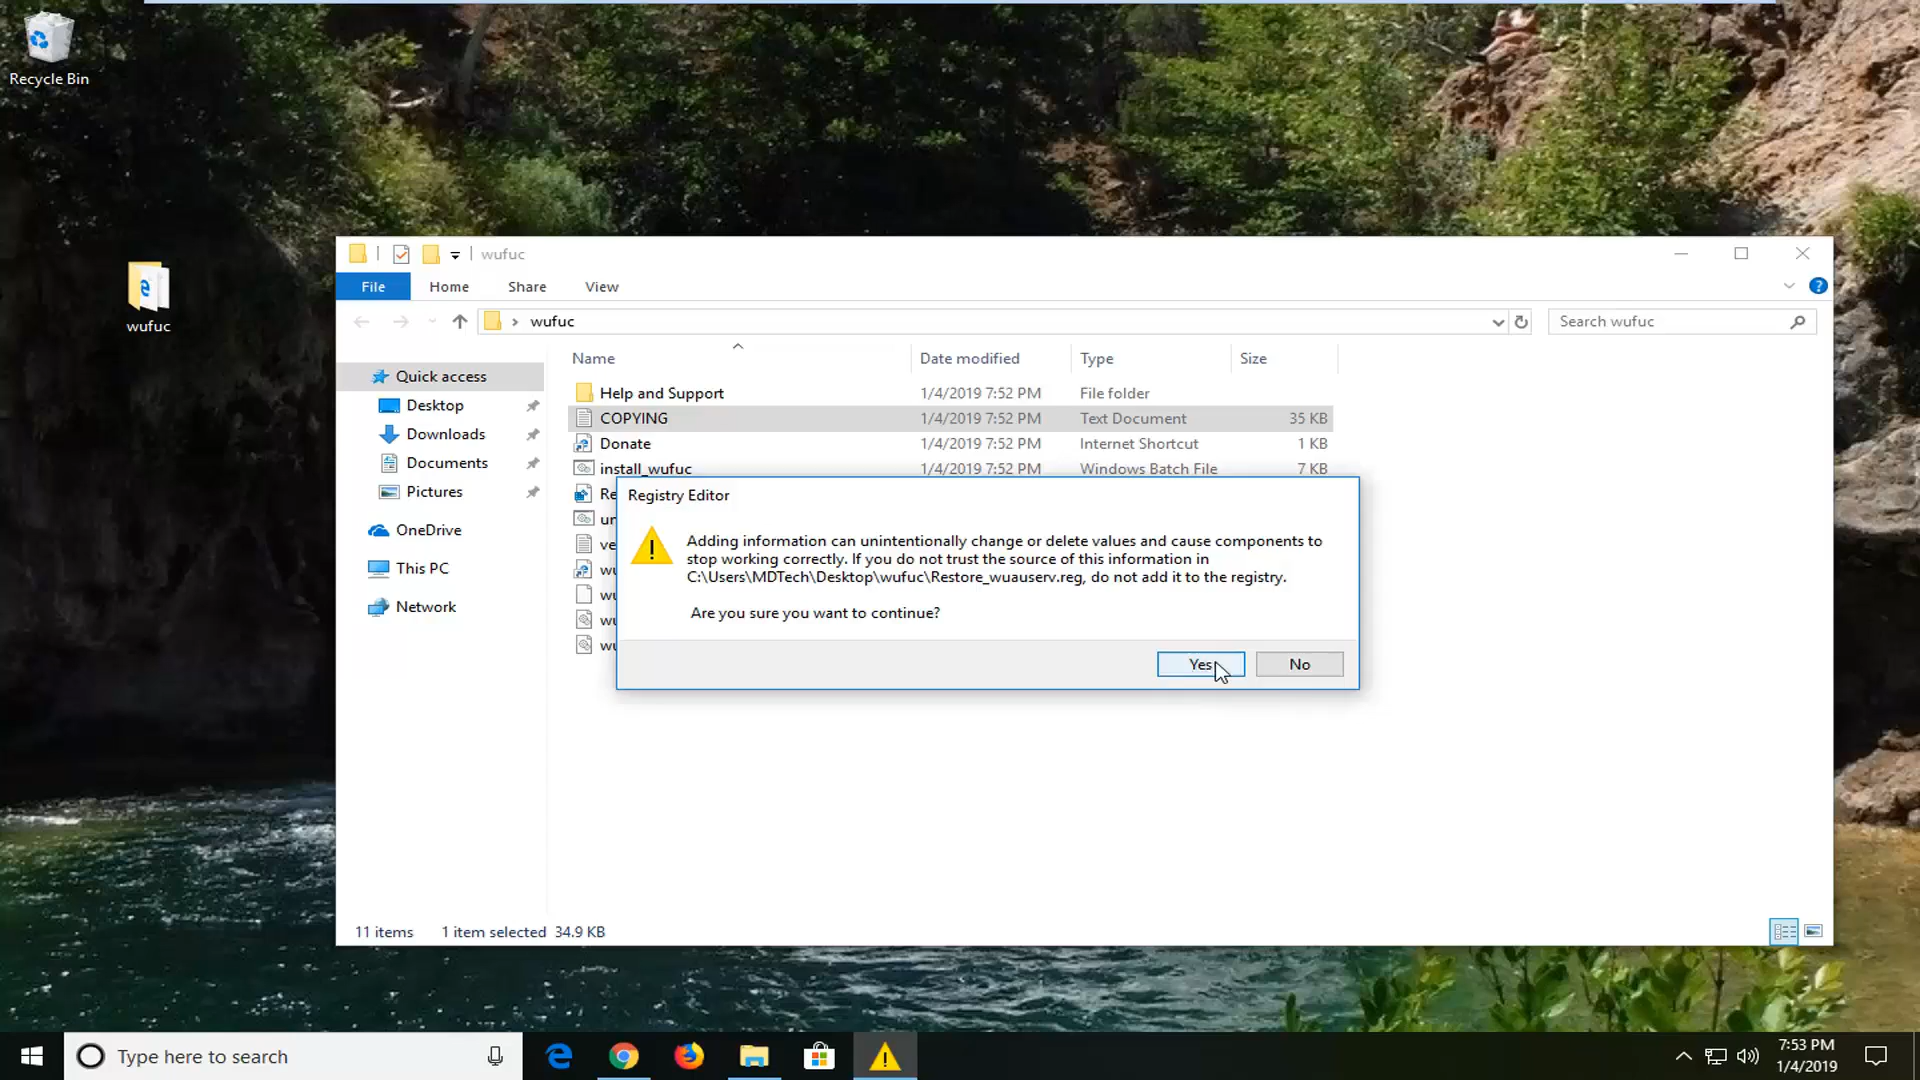 Recycle Bin
wufuc
wufuc
File
Home
Share
View
wufuc
Search wufuc
Name
Date modified
Type
Size
Quick access
Desktop
Downloads
Documents
Pictures
OneDrive
This PC
Network
Help and Support 1/4/2019 7:52 PM File folder
COPYING 1/4/2019 7:52 PM Text Document 35 KB
Donate 1/4/2019 7:52 PM Internet Shortcut 1 KB
install_wufuc 1/4/2019 7:52 PM Windows Batch File 7 KB
Re
un
ve
wu
wu
wu
wu
Registry Editor
Adding information can unintentionally change or delete values and cause components to
stop working correctly. If you do not trust the source of this information in
C:\Users\MDTech\Desktop\wufuc\Restore_wuauserv.reg, do not add it to the registry.
Are you sure you want to continue?
Yes
No
11 items
1 item selected 34.9 KB
Type here to search
7:53 PM
1/4/2019